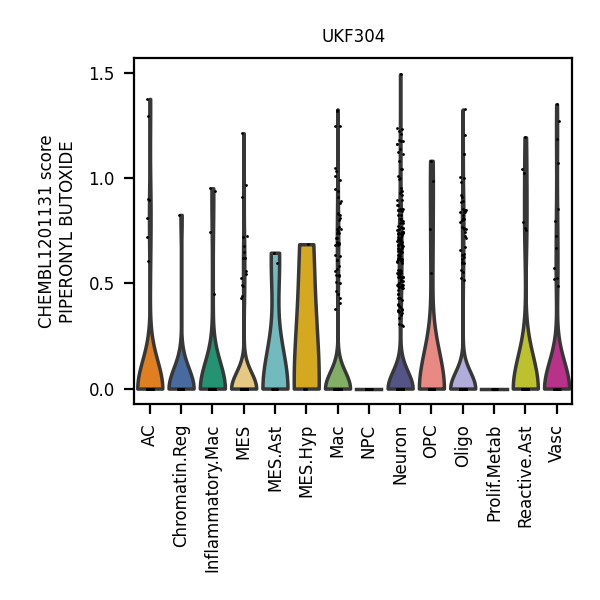 UKF304
CHEMBL1201131 score
PIPERONYL BUTOXIDE
1.5
1.0
0.5
0.0
AC
Chromatin.Reg
Inflammatory.Mac
MES
MES.Ast
MES.Hyp
Mac
NPC
Neuron
OPC
Oligo
Prolif.Metab
Reactive.Ast
Vasc